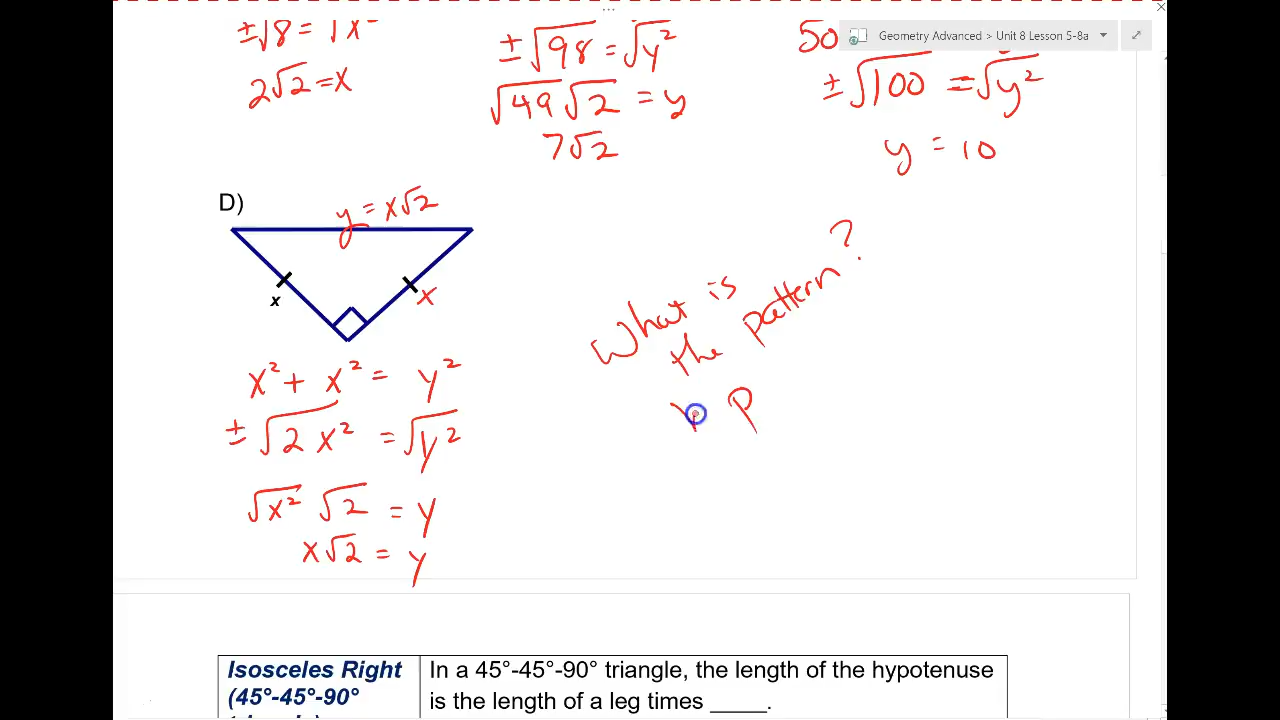 ±√8 = √x²
2√2 = x
±√98 = √y²
√49 √2 = y
7√2
50
±√100 = √y²
y = 10
Geometry Advanced > Unit 8 Lesson 5-8a
D)
y = x√2
x
x
x² + x² = y²
±√2x² = √y²
√x² √2 = y
x√2 = y
What is
the pattern?
Y P
Isosceles Right
(45°-45°-90°
In a 45°-45°-90° triangle, the length of the hypotenuse
is the length of a leg times _____.